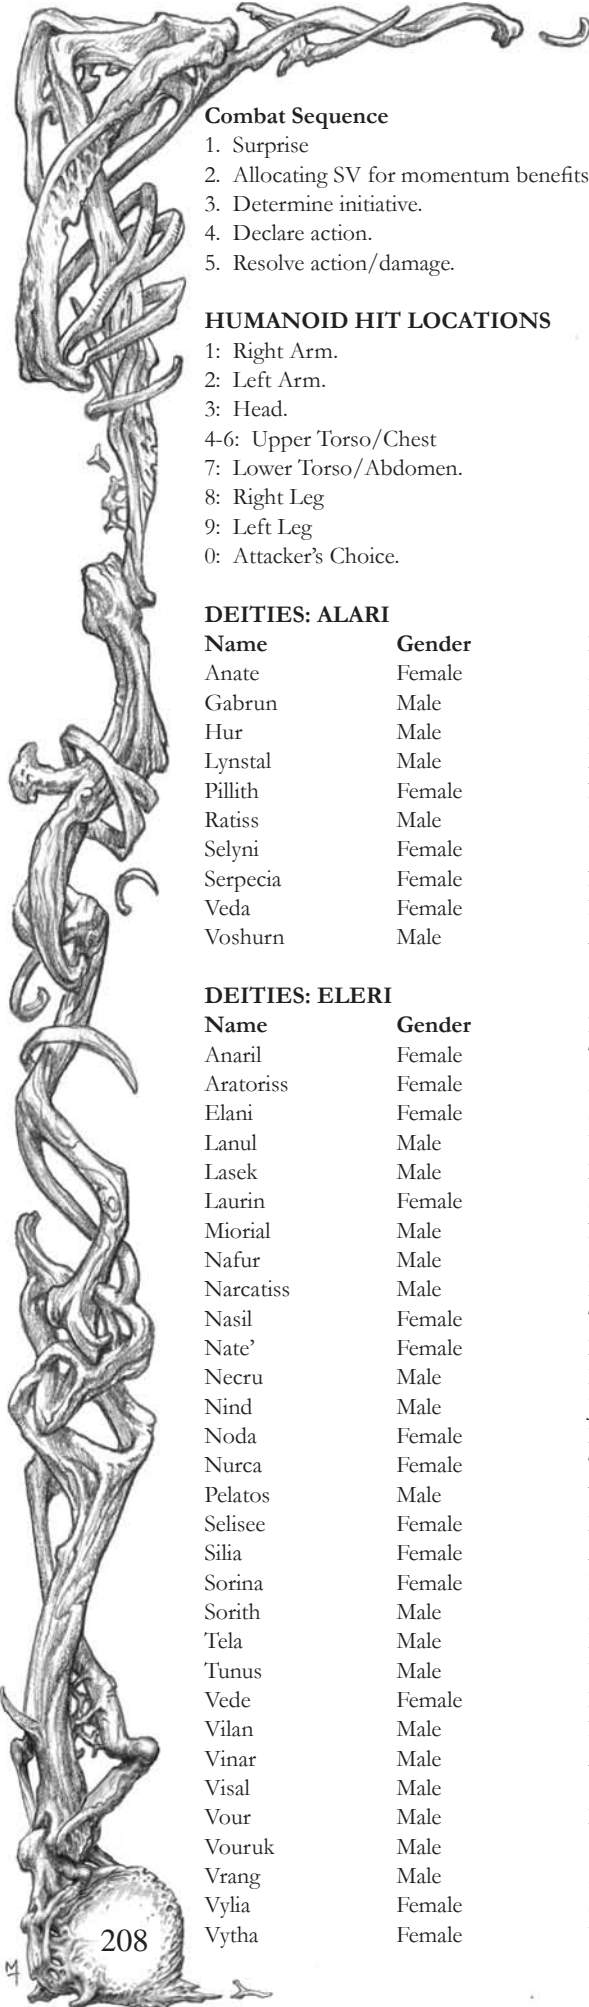 Combat Sequence
1. Surprise
2. Allocating SV for momentum benefits
3. Determine initiative.
4. Declare action.
5. Resolve action/damage.
HUMANOID HIT LOCATIONS
1: Right Arm.
2: Left Arm.
3: Head.
4-6: Upper Torso/Chest
7: Lower Torso/Abdomen.
8: Right Leg
9: Left Leg
0: Attacker's Choice.
DEITIES: ALARI
Name Gender
Anate Female
Gabrun Male
Hur Male
Lynstal Male
Pillith Female
Ratiss Male
Selyni Female
Serpecia Female
Veda Female
Voshurn Male
DEITIES: ELERI
Name Gender
Anaril Female
Aratoriss Female
Elani Female
Lanul Male
Lasek Male
Laurin Female
Miorial Male
Nafur Male
Narcatiss Male
Nasil Female
Nate' Female
Necru Male
Nind Male
Noda Female
Nurca Female
Pelatos Male
Selisee Female
Silia Female
Sorina Female
Sorith Male
Tela Male
Tunus Male
Vede Female
Vilan Male
Vinar Male
Visal Male
Vour Male
Vouruk Male
Vrang Male
Vylia Female
Vytha Female
208